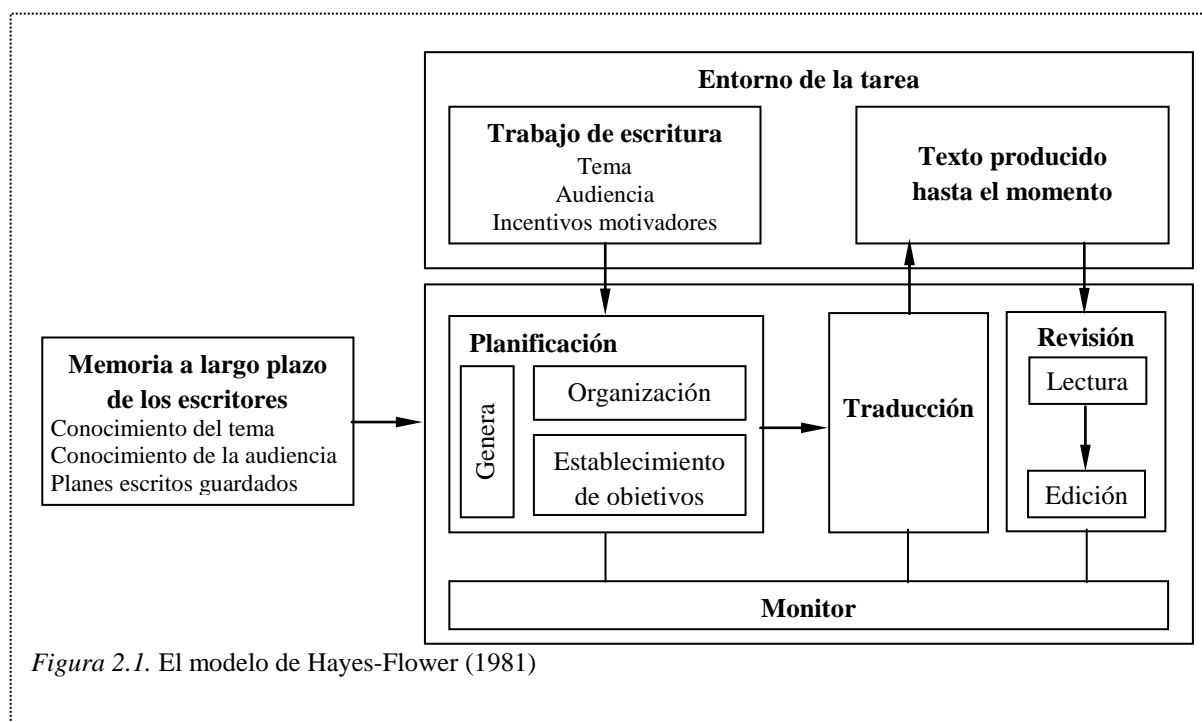 Entorno de la tarea
Trabajo de escritura
Tema
Audiencia
Incentivos motivadores
Texto producido
hasta el momento
Memoria a largo plazo
de los escritores
Conocimiento del tema
Conocimiento de la audiencia
Planes escritos guardados
Planificación
Genera
Organización
Establecimiento
de objetivos
Traducción
Revisión
Lectura
Edición
Monitor
Figura 2.1. El modelo de Hayes-Flower (1981)